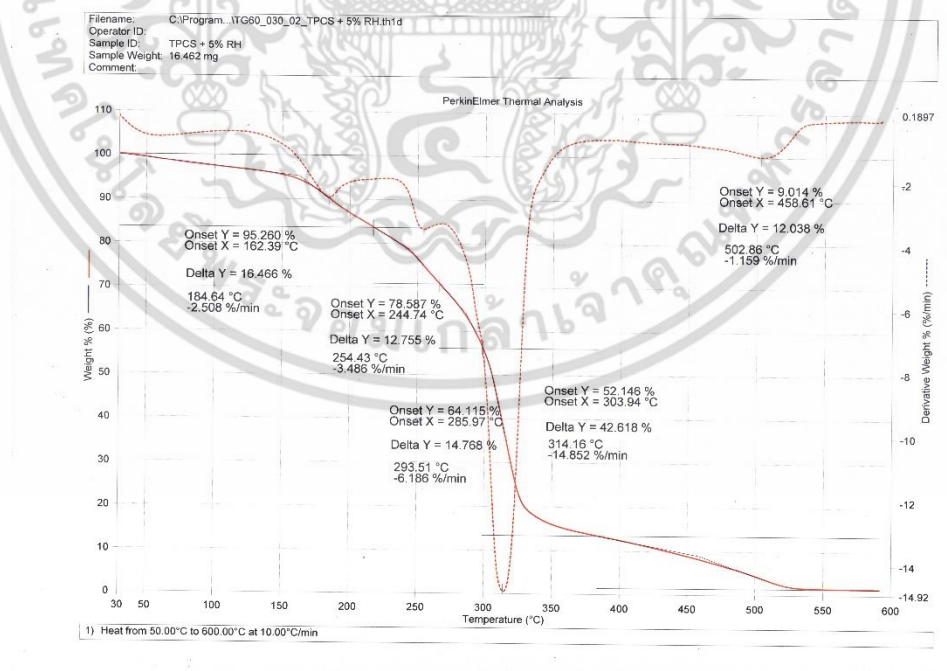 Filename: C:\Program...\TG60_030_02_TPCS + 5% RH.th1d
Operator ID:
Sample ID: TPCS + 5% RH
Sample Weight: 16.462 mg
Comment:
PerkinElmer Thermal Analysis
110
100
90
80
70
60
50
40
30
20
10
0
Weight % (%)
0.1897
-2
-4
-6
-8
-10
-12
-14
-14.92
Derivative Weight % (%/min)
Onset Y = 95.260 %
Onset X = 162.39 °C
Delta Y = 16.466 %
184.64 °C
-2.508 %/min
Onset Y = 78.587 %
Onset X = 244.74 °C
Delta Y = 12.755 %
254.43 °C
-3.486 %/min
Onset Y = 64.115 %
Onset X = 285.97 °C
Delta Y = 14.768 %
293.51 °C
-6.186 %/min
Onset Y = 52.146 %
Onset X = 303.94 °C
Delta Y = 42.618 %
314.16 °C
-14.852 %/min
Onset Y = 9.014 %
Onset X = 458.61 °C
Delta Y = 12.038 %
502.86 °C
-1.159 %/min
30 50 100 150 200 250 300 350 400 450 500 550 600
Temperature (°C)
1) Heat from 50.00°C to 600.00°C at 10.00°C/min